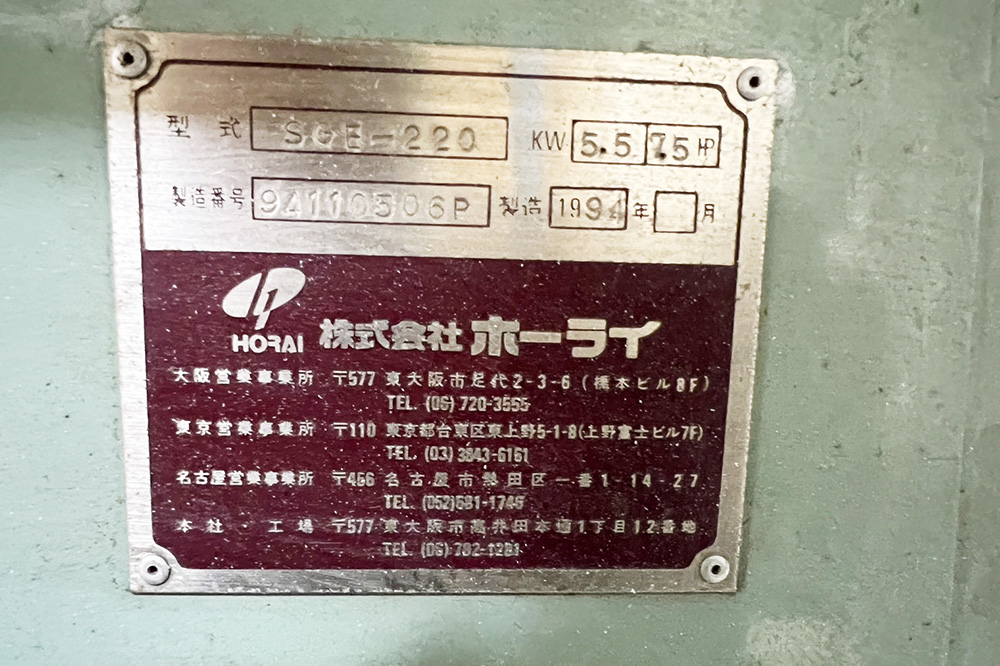 型式 SGE-220 KW 5.5 7.5 HP
製造番号 94110506P 製造 1994年 月
HORAI 株式会社 ホーライ
大阪営業事業所 〒577 東大阪市足代2-3-6(橋本ビル8F)
TEL. (06) 720-3555
東京営業事業所 〒110 東京都台東区東上野5-1-8(上野富士ビル7F)
TEL. (03) 3843-6161
名古屋営業事業所 〒456 名古屋市熱田区一番1-14-27
TEL. (052)681-1746
本社・工場 〒577 東大阪市高井田本通1丁目12番地
TEL. (06) 782-1281